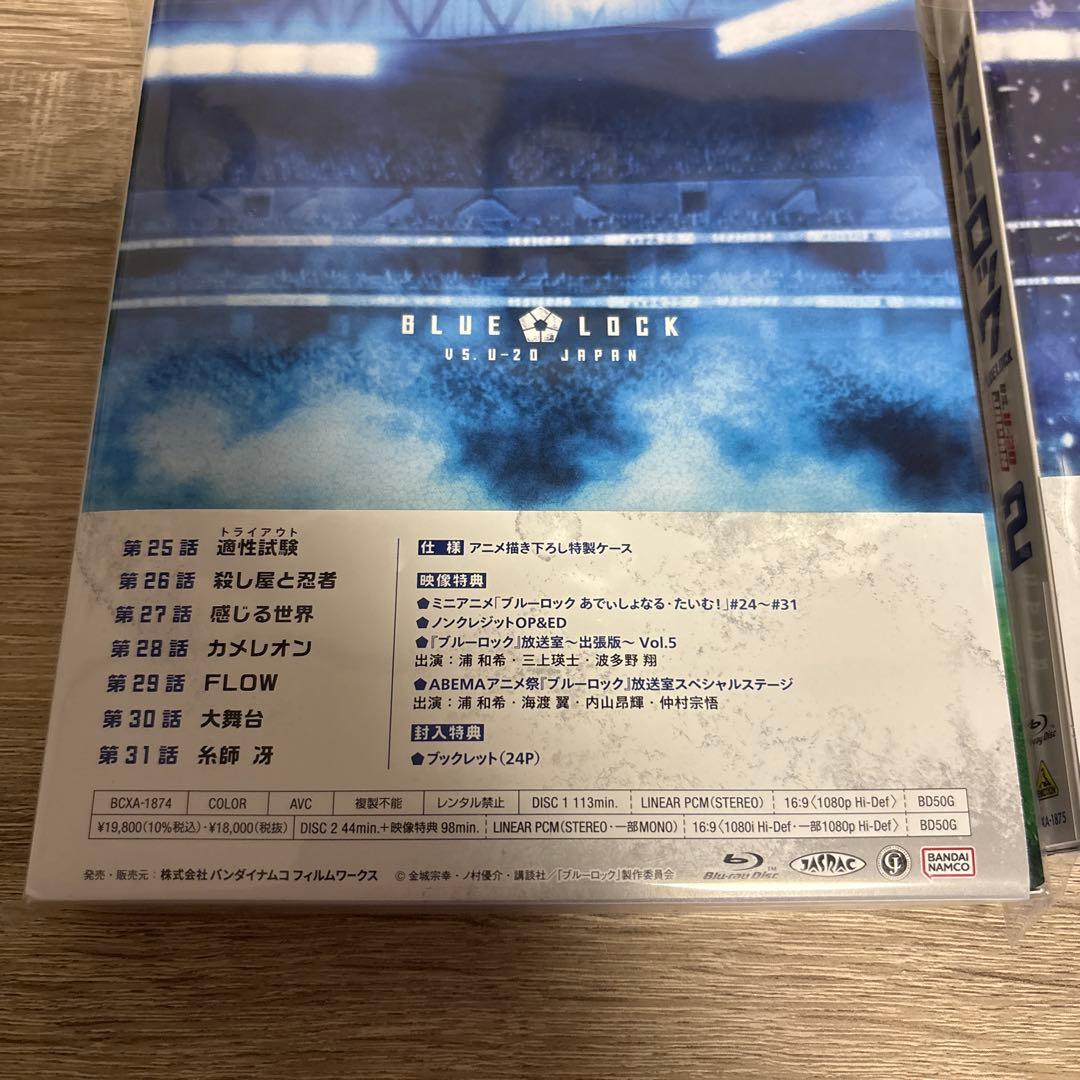 BLUE LOCK
VS. U-20 JAPAN
トライアウト
第25話 適性試験
第26話 殺し屋と忍者
第27話 感じる世界
第28話 カメレオン
第29話 FLOW
第30話 大舞台
第31話 糸師 冴
仕様 アニメ描き下ろし特製ケース
映像特典
●ミニアニメ「ブルーロック あでぃしょなる・たいむ!」#24〜#31
●ノンクレジットOP&ED
●『ブルーロック』放送室〜出張版〜 Vol.5
出演:浦 和希・三上瑛士・波多野 翔
●ABEMAアニメ祭『ブルーロック』放送室スペシャルステージ
出演:浦 和希・海渡 翼・内山昂輝・仲村宗悟
封入特典
●ブックレット(24P)
BCXA-1874 COLOR AVC 複製不能 レンタル禁止 DISC 1 113min. LINEAR PCM(STEREO) 16:9〈1080p Hi-Def〉 BD50G
¥19,800(10%税込)・¥18,000(税抜) DISC 2 44min.+映像特典 98min. LINEAR PCM(STEREO・一部MONO) 16:9〈1080i Hi-Def・一部1080p Hi-Def〉 BD50G
発売・販売元:株式会社バンダイナムコフィルムワークス ©金城宗幸・ノ村優介・講談社/「ブルーロック」製作委員会
Blu-ray Disc™
JASRAC
BANDAI
NAMCO
ブルーロック
BLUE LOCK
2
Blu-ray Disc
XA-1875